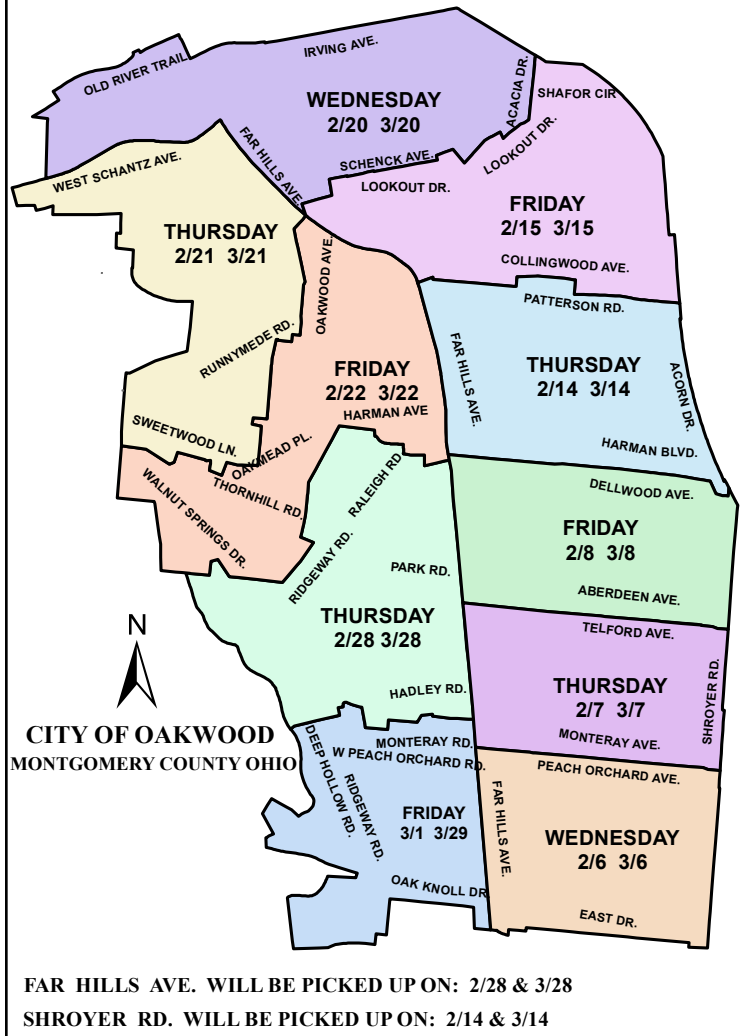 OLD RIVER TRAIL
IRVING AVE.
ACACIA DR.
SHAFOR CIR
WEDNESDAY
2/20 3/20
FAR HILLS AVE.
SCHENCK AVE.
LOOKOUT DR.
LOOKOUT DR.
WEST SCHANTZ AVE.
THURSDAY
2/21 3/21
FRIDAY
2/15 3/15
COLLINGWOOD AVE.
OAKWOOD AVE.
RUNNYMEDE RD.
PATTERSON RD.
FAR HILLS AVE.
THURSDAY
2/14 3/14
ACORN DR.
HARMAN BLVD.
FRIDAY
2/22 3/22
HARMAN AVE
SWEETWOOD LN.
OAKMEAD PL.
THORNHILL RD.
WALNUT SPRINGS DR.
RALEIGH RD.
RIDGEWAY RD.
DELLWOOD AVE.
FRIDAY
2/8 3/8
ABERDEEN AVE.
PARK RD.
THURSDAY
2/28 3/28
HADLEY RD.
TELFORD AVE.
THURSDAY
2/7 3/7
SHROYER RD.
MONTERAY AVE.
N
CITY OF OAKWOOD
MONTGOMERY COUNTY OHIO
MONTERAY RD.
W PEACH ORCHARD RD.
DEEP HOLLOW RD.
RIDGEWAY RD.
FRIDAY
3/1 3/29
OAK KNOLL DR
FAR HILLS AVE.
PEACH ORCHARD AVE.
WEDNESDAY
2/6 3/6
EAST DR.
FAR HILLS AVE. WILL BE PICKED UP ON: 2/28 & 3/28
SHROYER RD. WILL BE PICKED UP ON: 2/14 & 3/14